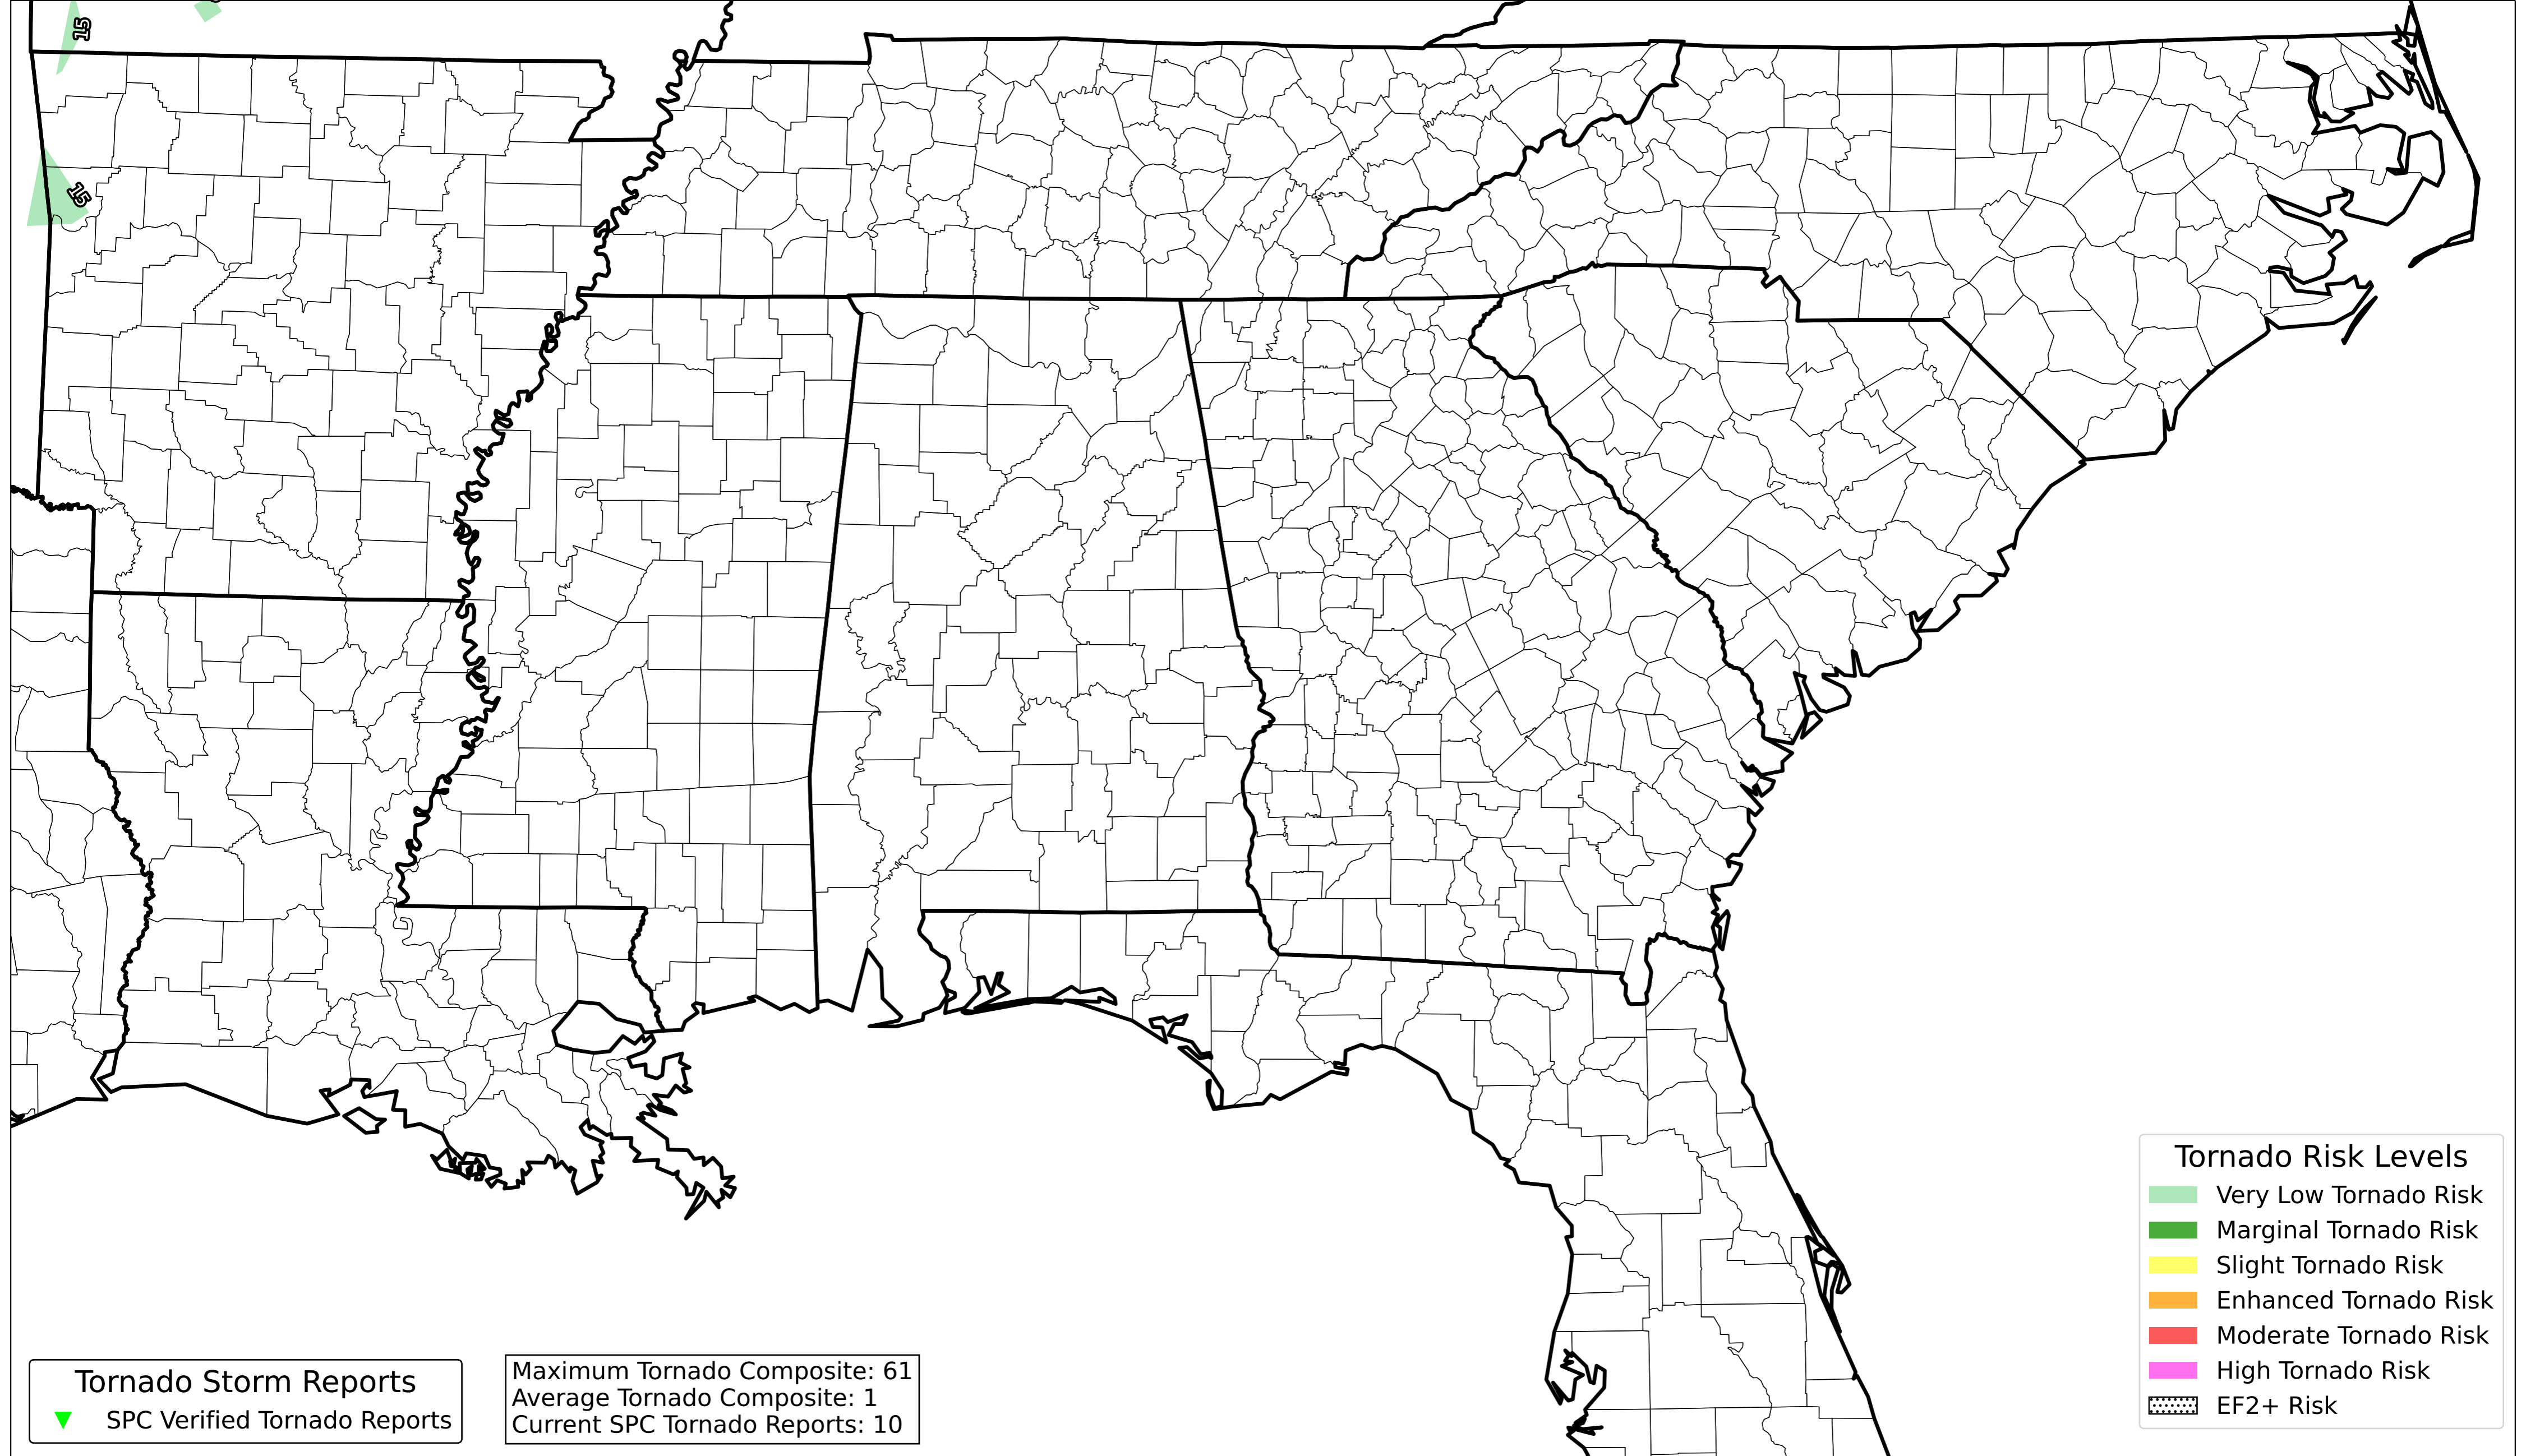 15
15
Tornado Risk Levels
Very Low Tornado Risk
Marginal Tornado Risk
Slight Tornado Risk
Enhanced Tornado Risk
Moderate Tornado Risk
High Tornado Risk
EF2+ Risk
Tornado Storm Reports
SPC Verified Tornado Reports
Maximum Tornado Composite: 61
Average Tornado Composite: 1
Current SPC Tornado Reports: 10